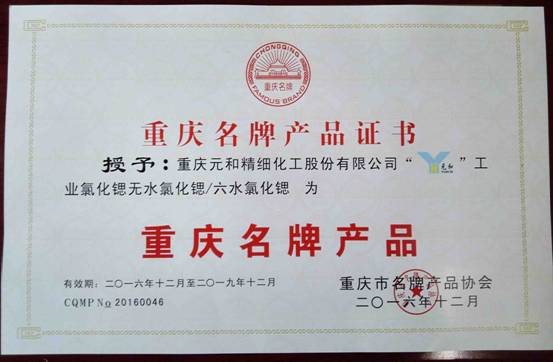 CHONGQING
重庆名牌
FAMOUS BRAND
重庆名牌产品证书
授予：重庆元和精细化工股份有限公司“元和”工
业氯化锶无水氯化锶/六水氯化锶 为
重庆名牌产品
有效期：二〇一六年十二月至二〇一九年十二月
重庆市名牌产品协会
CQMP No 20160046
二〇一六年十二月